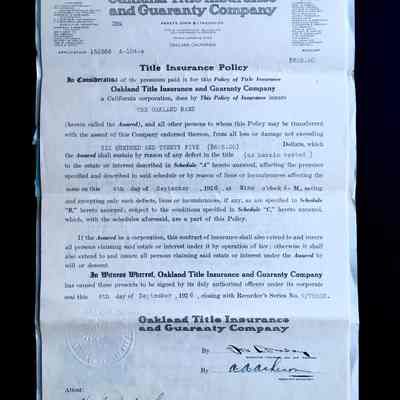 Oakland Title Insurance
and Guaranty Company
OAKLAND, CALIFORNIA
APPLICATION
$625.00
Title Insurance Policy
In Consideration of the premium paid in for this Policy of Title Insurance
Oakland Title Insurance and Guaranty Company
a California corporation, does by This Policy of Insurance insure
THE OAKLAND BANK
(herein called the Assured), and all other persons to whom this Policy may be transferred
with the assent of this Company endorsed thereon, from all loss or damage not exceeding
SIX HUNDRED AND TWENTY FIVE ($625.00) Dollars, which
the Assured shall sustain by reason of any defect in the title (as herein vested)
to the estate or interest described in Schedule "A" hereto annexed, affecting the premises
specified and described in said schedule or by reason of liens or incumbrances affecting the
same on this 8th day of September, 1926 at Nine o'clock A. M., saving
and excepting only such defects, liens or incumbrances, if any, as are specified in Schedule
"B," hereto annexed, subject to the conditions specified in Schedule "C," hereto annexed,
which, with the schedules aforesaid, are a part of this Policy.
If the Assured be a corporation, this contract of insurance shall also extend to and insure
all persons claiming said estate or interest under it by operation of law; otherwise it shall
also extend to and insure all persons claiming said estate or interest under the Assured by
will or descent.
In Witness Whereof, Oakland Title Insurance and Guaranty Company
has caused these presents to be signed by its duly authorized officers under its corporate
seal this 8th day of September, 1926, closing with Recorder's Series No.
Oakland Title Insurance
and Guaranty Company
By
By
Attest: